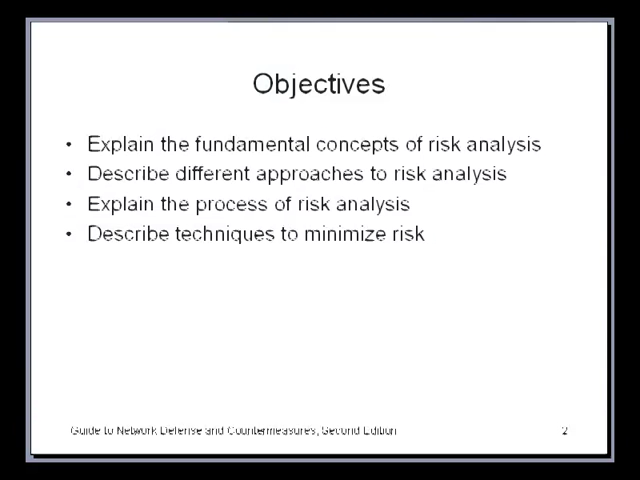 Objectives
• Explain the fundamental concepts of risk analysis
• Describe different approaches to risk analysis
• Explain the process of risk analysis
• Describe techniques to minimize risk
Guide to Network Defense and Countermeasures, Second Edition
2